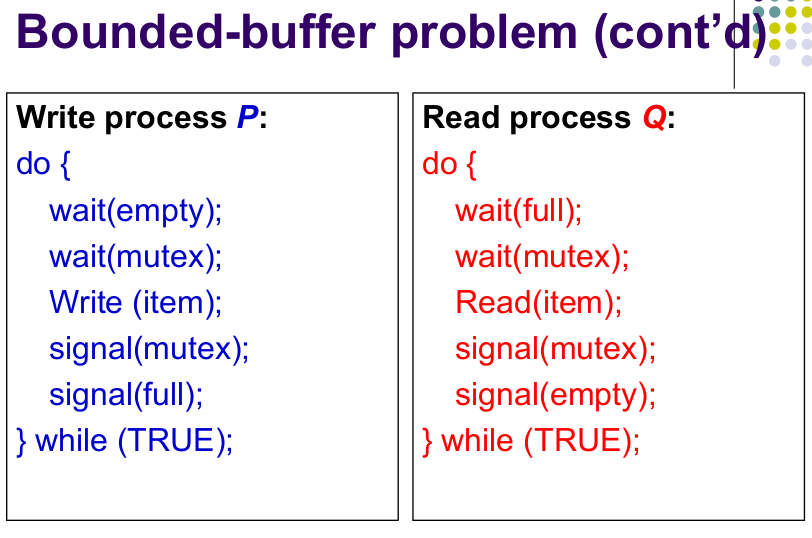 Bounded-buffer problem (cont’d)
Write process P:
do {
wait(empty);
wait(mutex);
Write (item);
signal(mutex);
signal(full);
} while (TRUE);
Read process Q:
do {
wait(full);
wait(mutex);
Read(item);
signal(mutex);
signal(empty);
} while (TRUE);